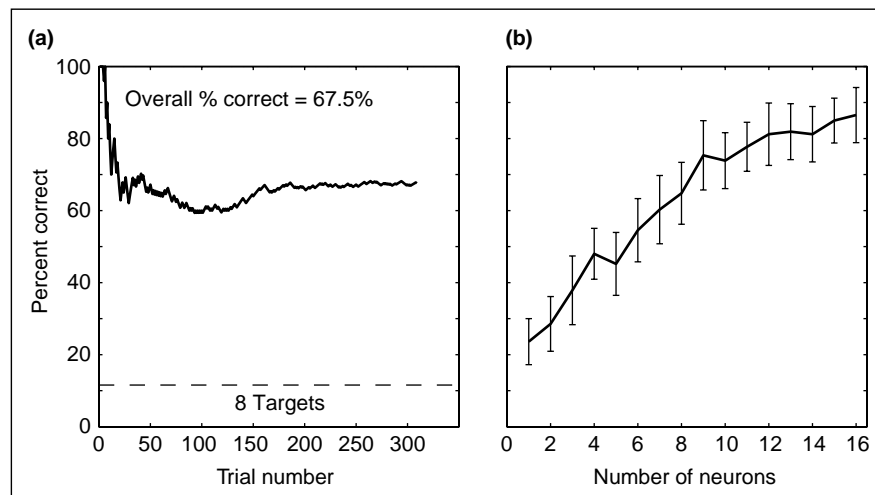 (a)
(b)
Percent correct
100
80
60
40
20
0
Overall % correct = 67.5%
8 Targets
0 50 100 150 200 250 300
Trial number
0 2 4 6 8 10 12 14 16
Number of neurons